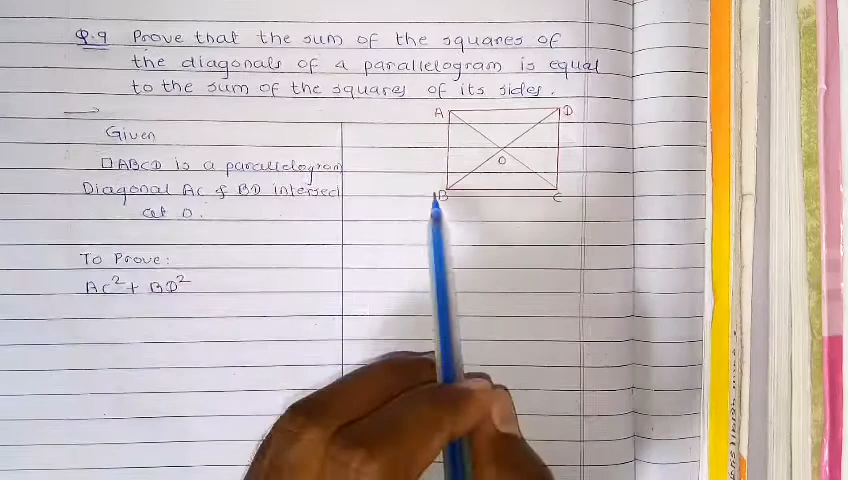 Q.9 Prove that the sum of the squares of
the diagonals of a parallelogram is equal
to the sum of the squares of its sides.
A D
Given
□ABCD is a parallelogram
O
Diagonal AC & BD intersect
B C
at O.
To Prove:
AC² + BD²